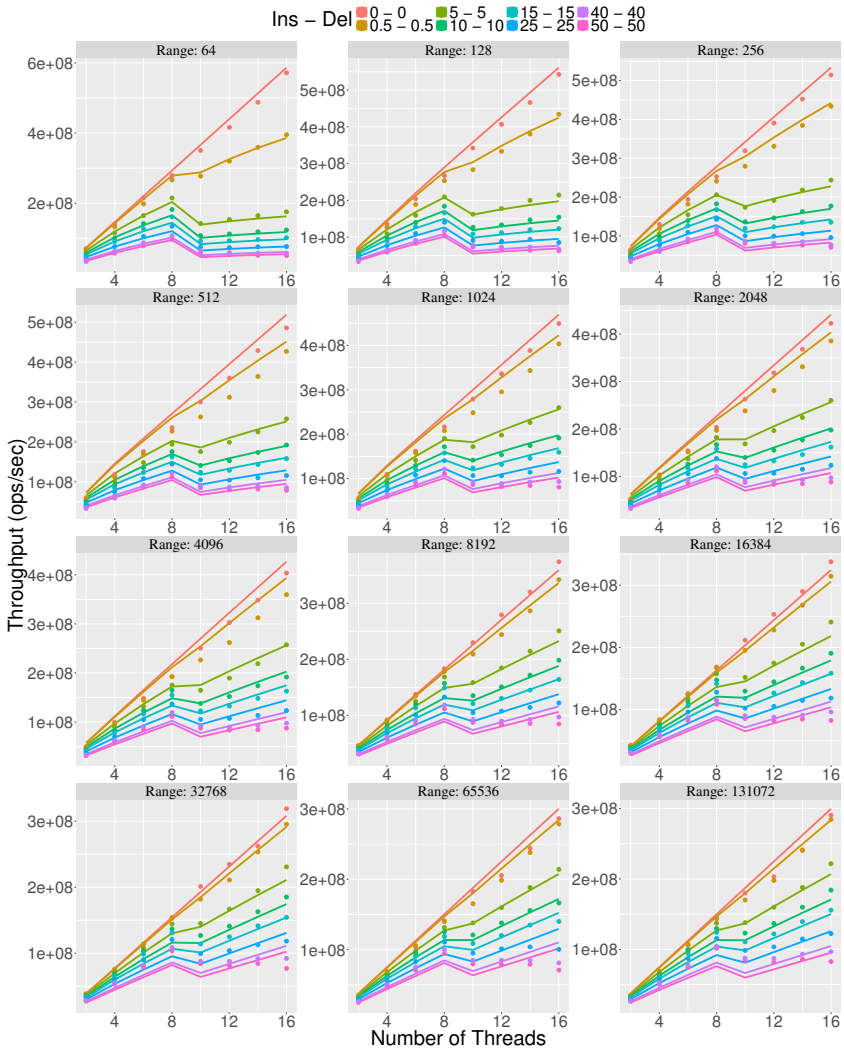 Ins − Del 0 − 0 5 − 5 15 − 15 40 − 40
0.5 − 0.5 10 − 10 25 − 25 50 − 50
Range: 64 Range: 128 Range: 256
6e+08
4e+08
2e+08
5e+08
4e+08
3e+08
2e+08
1e+08
5e+08
4e+08
3e+08
2e+08
1e+08
4 8 12 16 4 8 12 16 4 8 12 16
Range: 512 Range: 1024 Range: 2048
5e+08
4e+08
3e+08
2e+08
1e+08
4e+08
3e+08
2e+08
1e+08
4e+08
3e+08
2e+08
1e+08
4 8 12 16 4 8 12 16 4 8 12 16
Throughput (ops/sec)
Range: 4096 Range: 8192 Range: 16384
4e+08
3e+08
2e+08
1e+08
3e+08
2e+08
1e+08
3e+08
2e+08
1e+08
4 8 12 16 4 8 12 16 4 8 12 16
Range: 32768 Range: 65536 Range: 131072
3e+08
2e+08
1e+08
3e+08
2e+08
1e+08
3e+08
2e+08
1e+08
4 8 12 16 4 8 12 16 4 8 12 16
Number of Threads